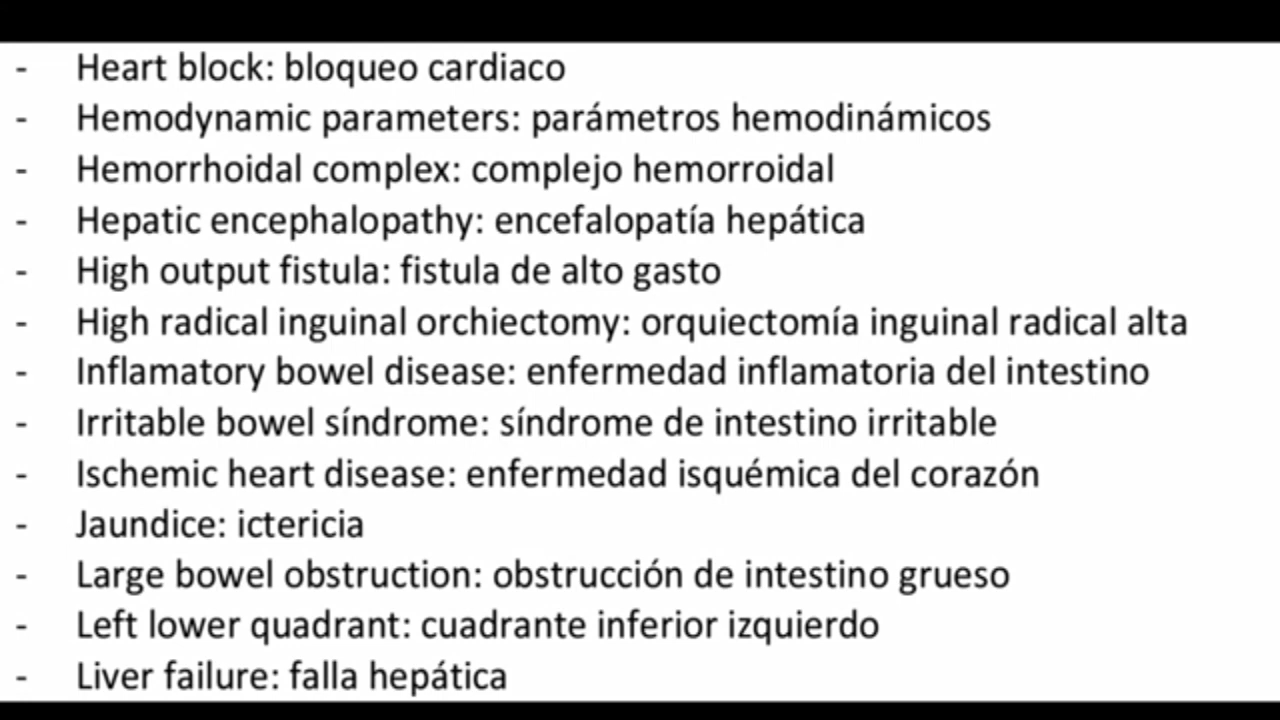 - Heart block: bloqueo cardiaco
- Hemodynamic parameters: parámetros hemodinámicos
- Hemorrhoidal complex: complejo hemorroidal
- Hepatic encephalopathy: encefalopatía hepática
- High output fistula: fistula de alto gasto
- High radical inguinal orchiectomy: orquiectomía inguinal radical alta
- Inflamatory bowel disease: enfermedad inflamatoria del intestino
- Irritable bowel síndrome: síndrome de intestino irritable
- Ischemic heart disease: enfermedad isquémica del corazón
- Jaundice: ictericia
- Large bowel obstruction: obstrucción de intestino grueso
- Left lower quadrant: cuadrante inferior izquierdo
- Liver failure: falla hepática